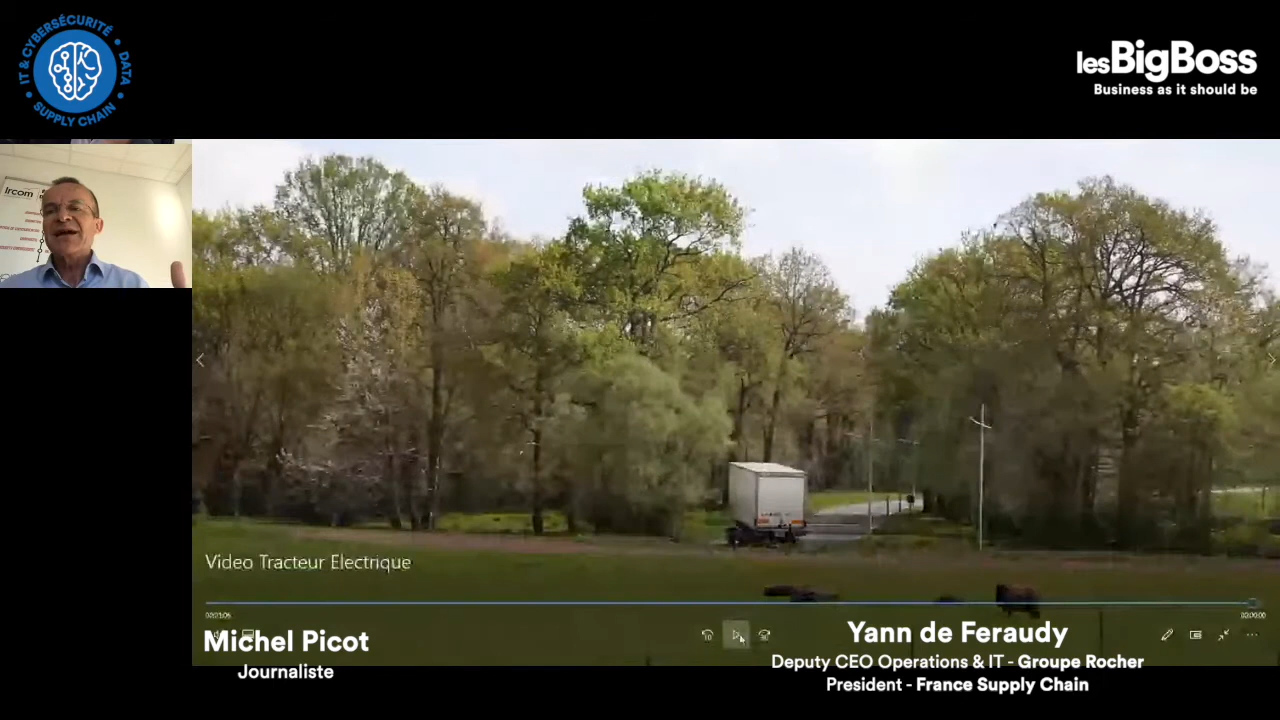 IT & CYBERSÉCURITÉ • DATA • SUPPLY CHAIN •
lesBigBoss
Business as it should be
Ircom
Video Tracteur Electrique
Michel Picot
Journaliste
Yann de Feraudy
Deputy CEO Operations & IT - Groupe Rocher
President - France Supply Chain